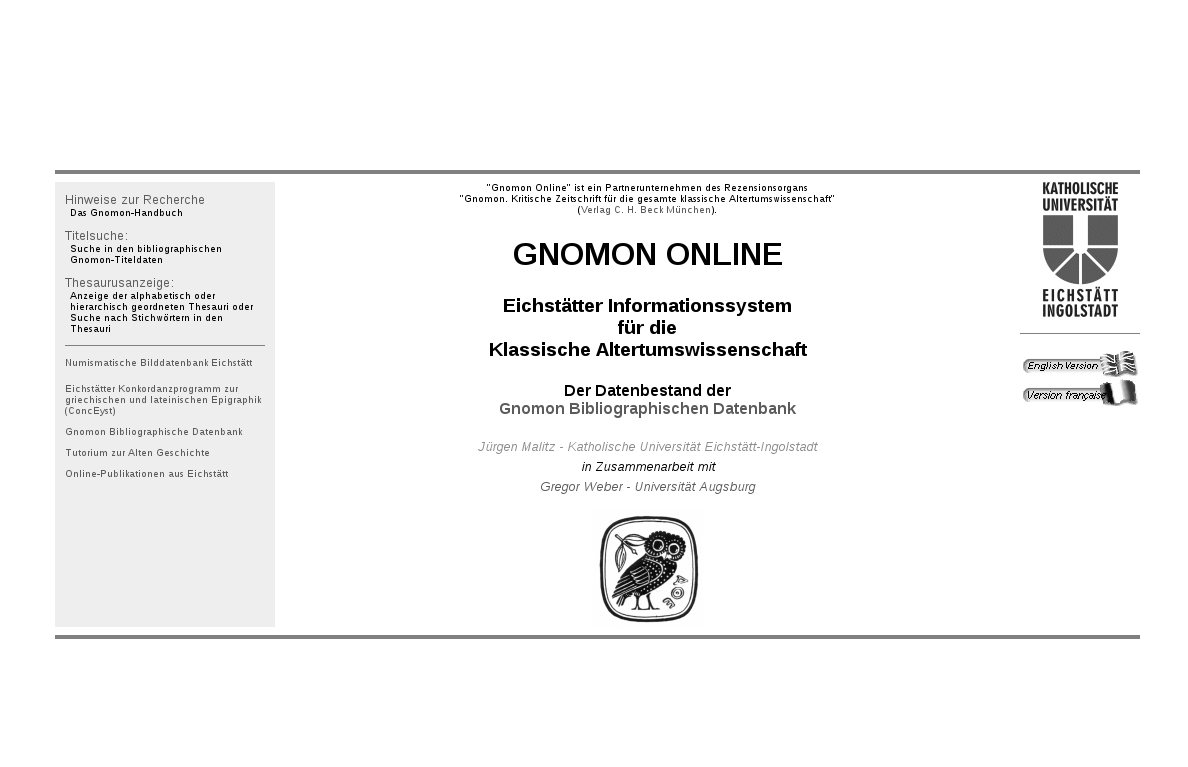 Hinweise zur Recherche
Das Gnomon-Handbuch
Titelsuche:
Suche in den bibliographischen
Gnomon-Titeldaten
Thesaurusanzeige:
Anzeige der alphabetisch oder
hierarchisch geordneten Thesauri oder
Suche nach Stichwörtern in den
Thesauri
Numismatische Bilddatenbank Eichstätt
Eichstätter Konkordanzprogramm zur
griechischen und lateinischen Epigraphik
(ConcEyst)
Gnomon Bibliographische Datenbank
Tutorium zur Alten Geschichte
Online-Publikationen aus Eichstätt
"Gnomon Online" ist ein Partnerunternehmen des Rezensionsorgans
"Gnomon. Kritische Zeitschrift für die gesamte klassische Altertumswissenschaft"
(Verlag C. H. Beck München).
GNOMON ONLINE
Eichstätter Informationssystem
für die
Klassische Altertumswissenschaft
Der Datenbestand der
Gnomon Bibliographischen Datenbank
Jürgen Malitz - Katholische Universität Eichstätt-Ingolstadt
in Zusammenarbeit mit
Gregor Weber - Universität Augsburg
KATHOLISCHE
UNIVERSITÄT
EICHSTÄTT
INGOLSTADT
English Version
Version française